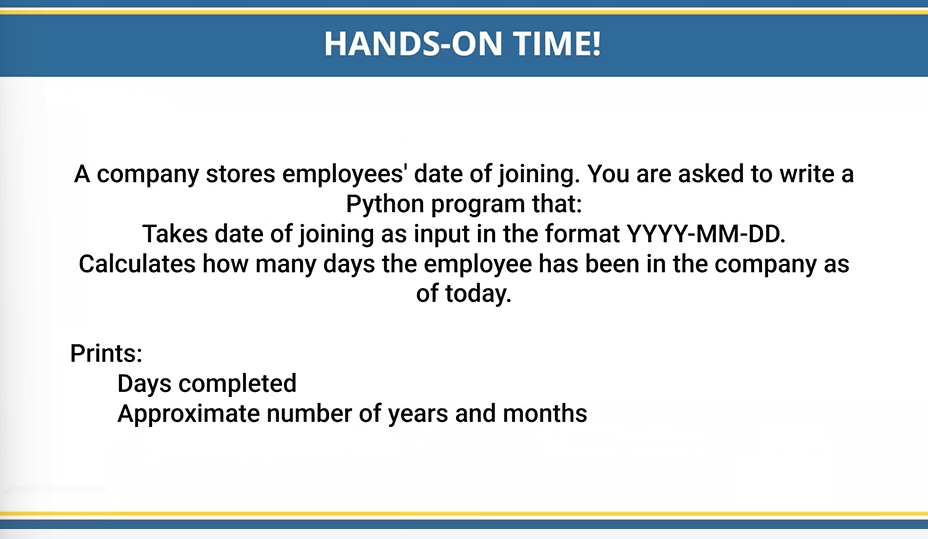 HANDS-ON TIME!
A company stores employees' date of joining. You are asked to write a
Python program that:
Takes date of joining as input in the format YYYY-MM-DD.
Calculates how many days the employee has been in the company as
of today.
Prints:
Days completed
Approximate number of years and months